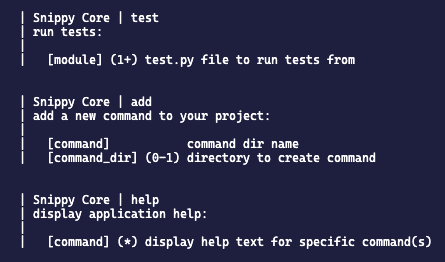 | Snippy Core | test
| run tests:
|
|   [module] (1+) test.py file to run tests from
| Snippy Core | add
| add a new command to your project:
|
|   [command]           command dir name
|   [command_dir] (0-1) directory to create command
| Snippy Core | help
| display application help:
|
|   [command] (*) display help text for specific command(s)